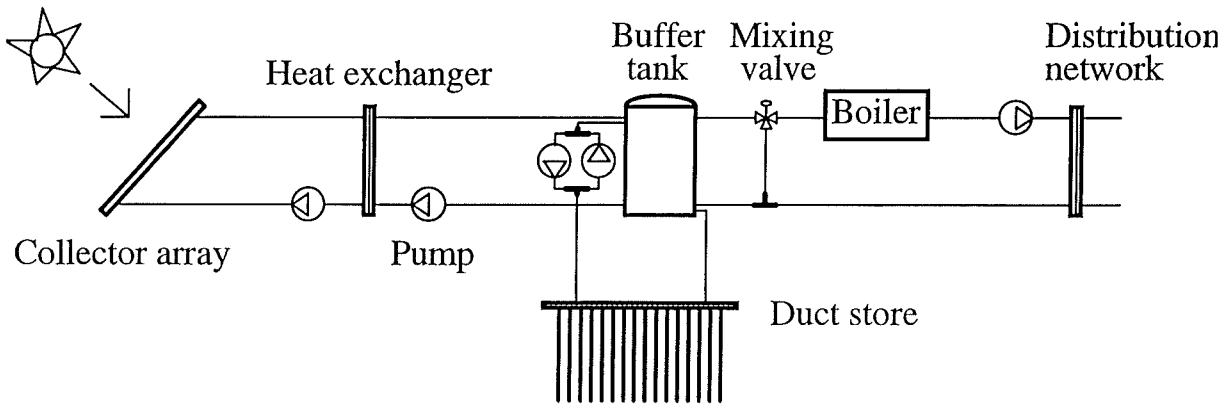 Buffer
tank
Mixing
valve
Distribution
network
Heat exchanger
Boiler
Collector array
Pump
Duct store